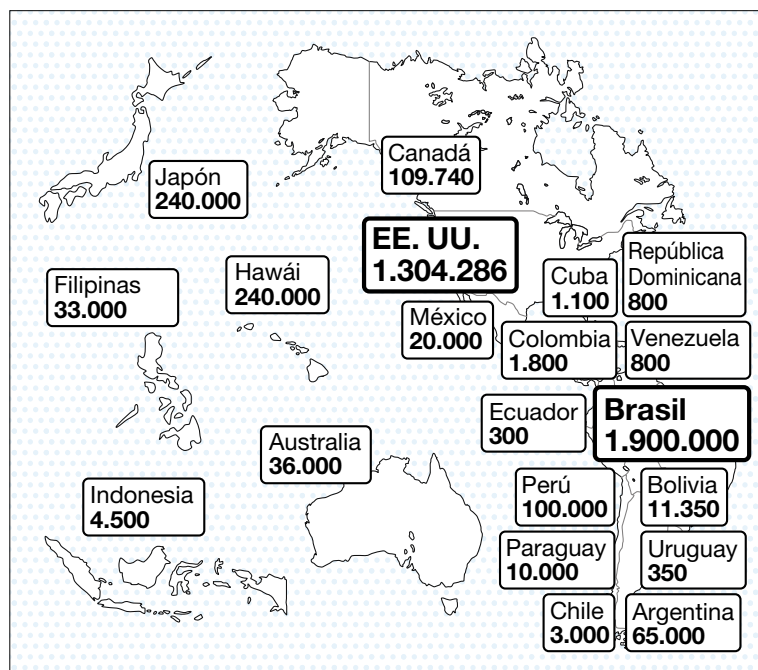 Canadá
109.740
Japón
240.000
EE. UU.
1.304.286
República
Dominicana
800
Cuba
1.100
Hawái
240.000
Filipinas
33.000
México
20.000
Colombia
1.800
Venezuela
800
Ecuador
300
Brasil
1.900.000
Australia
36.000
Indonesia
4.500
Perú
100.000
Bolivia
11.350
Paraguay
10.000
Uruguay
350
Chile
3.000
Argentina
65.000